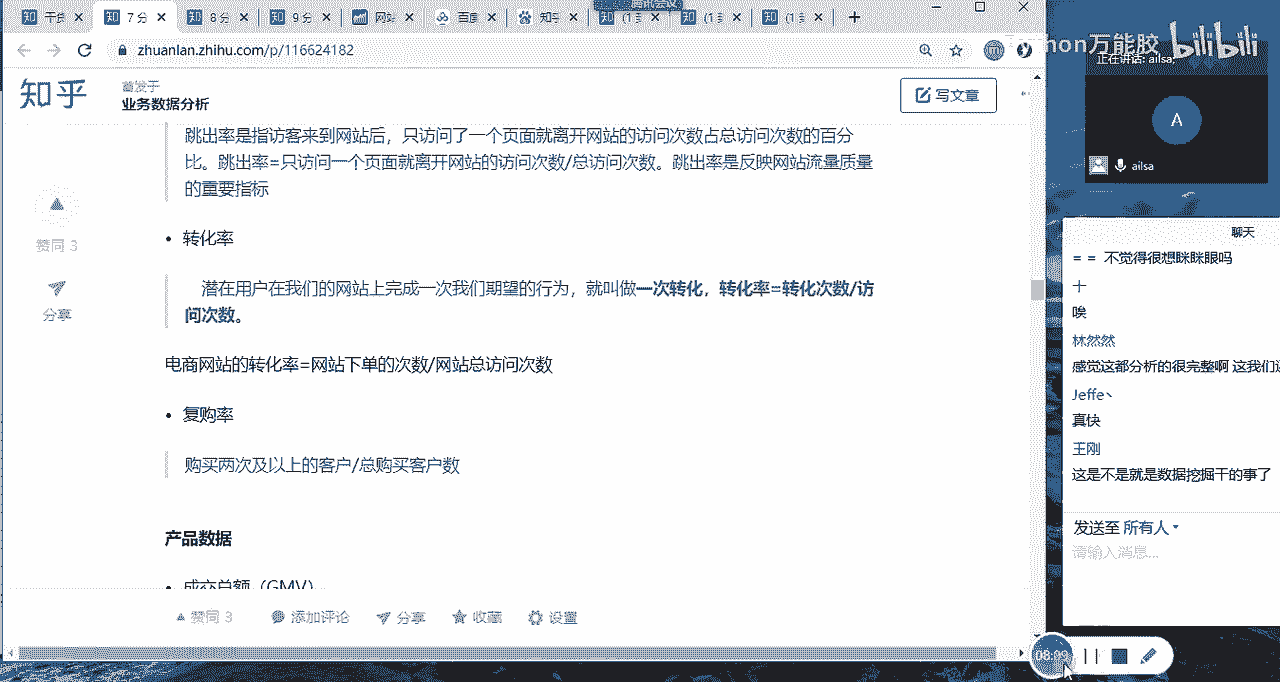 7分
8分
9分
网站
百度
知乎
(1
(1
(1
腾讯会议
zhuanlan.zhihu.com/p/116624182
hon万能胶 bilibili
正在讲话: ailsa;
知乎
首发于
业务数据分析
写文章
A
ailsa
跳出率是指访客来到网站后，只访问了一个页面就离开网站的访问次数占总访问次数的百分
比。跳出率=只访问一个页面就离开网站的访问次数/总访问次数。跳出率是反映网站流量质量
的重要指标
赞同 3
分享
• 转化率
潜在用户在我们的网站上完成一次我们期望的行为，就叫做一次转化，转化率=转化次数/访
问次数。
电商网站的转化率=网站下单的次数/网站总访问次数
• 复购率
购买两次及以上的客户/总购买客户数
产品数据
• 成交总额（GMV）
赞同 3
添加评论
分享
收藏
设置
聊天
= = 不觉得很想眯眯眼吗
十
唉
林然然
感觉这都分析的很完整啊 这我们
Jeffe丶
真快
王刚
这是不是就是数据挖掘干的事了
发送至 所有人
请输入消息...
08:09